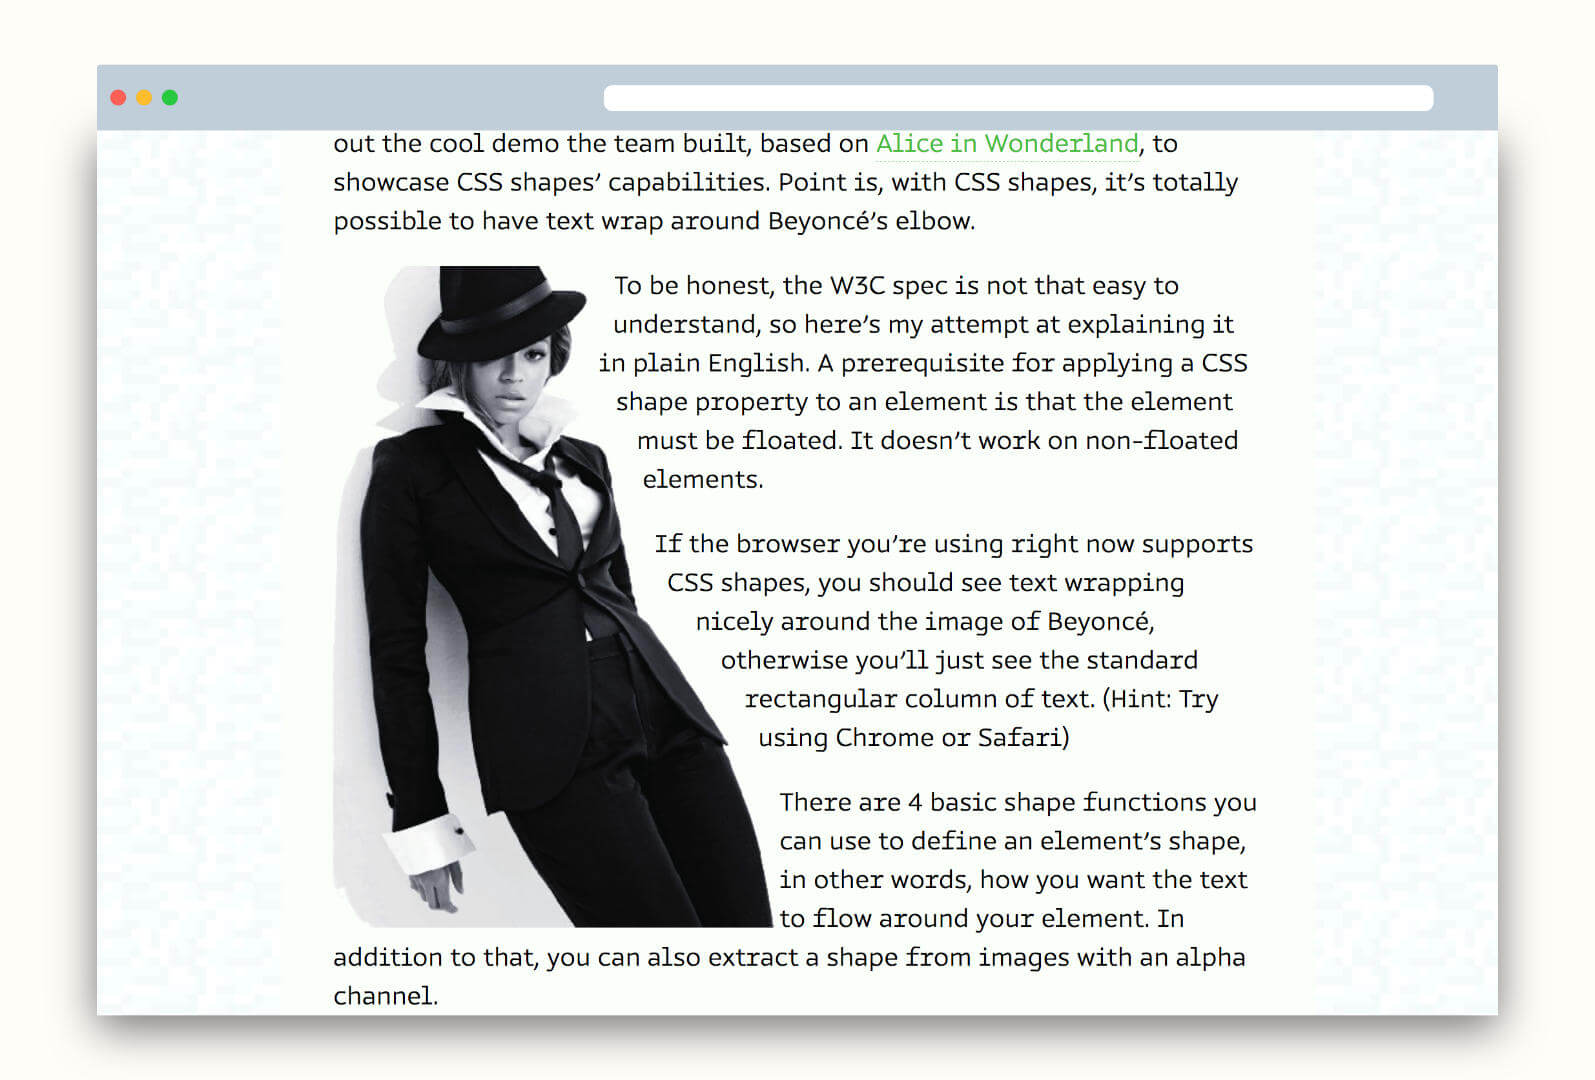 out the cool demo the team built, based on Alice in Wonderland, to
showcase CSS shapes’ capabilities. Point is, with CSS shapes, it’s totally
possible to have text wrap around Beyoncé’s elbow.
To be honest, the W3C spec is not that easy to
understand, so here’s my attempt at explaining it
in plain English. A prerequisite for applying a CSS
shape property to an element is that the element
must be floated. It doesn’t work on non-floated
elements.
If the browser you’re using right now supports
CSS shapes, you should see text wrapping
nicely around the image of Beyoncé,
otherwise you’ll just see the standard
rectangular column of text. (Hint: Try
using Chrome or Safari)
There are 4 basic shape functions you
can use to define an element’s shape,
in other words, how you want the text
to flow around your element. In
addition to that, you can also extract a shape from images with an alpha
channel.